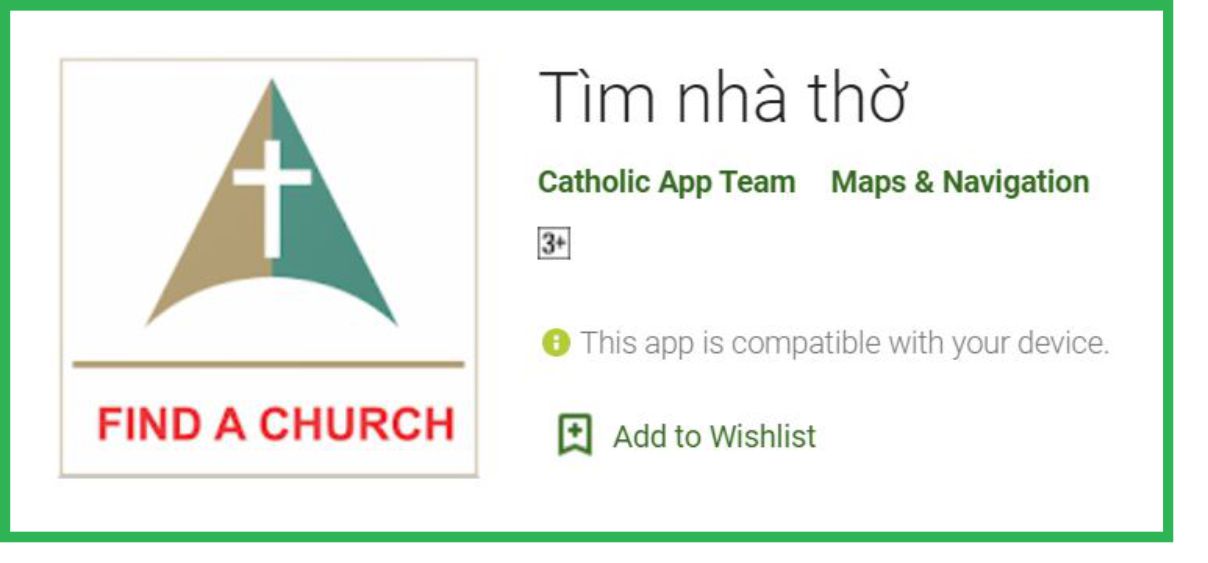 Tìm nhà thờ
Catholic App Team Maps & Navigation
3+
This app is compatible with your device.
Add to Wishlist
FIND A CHURCH